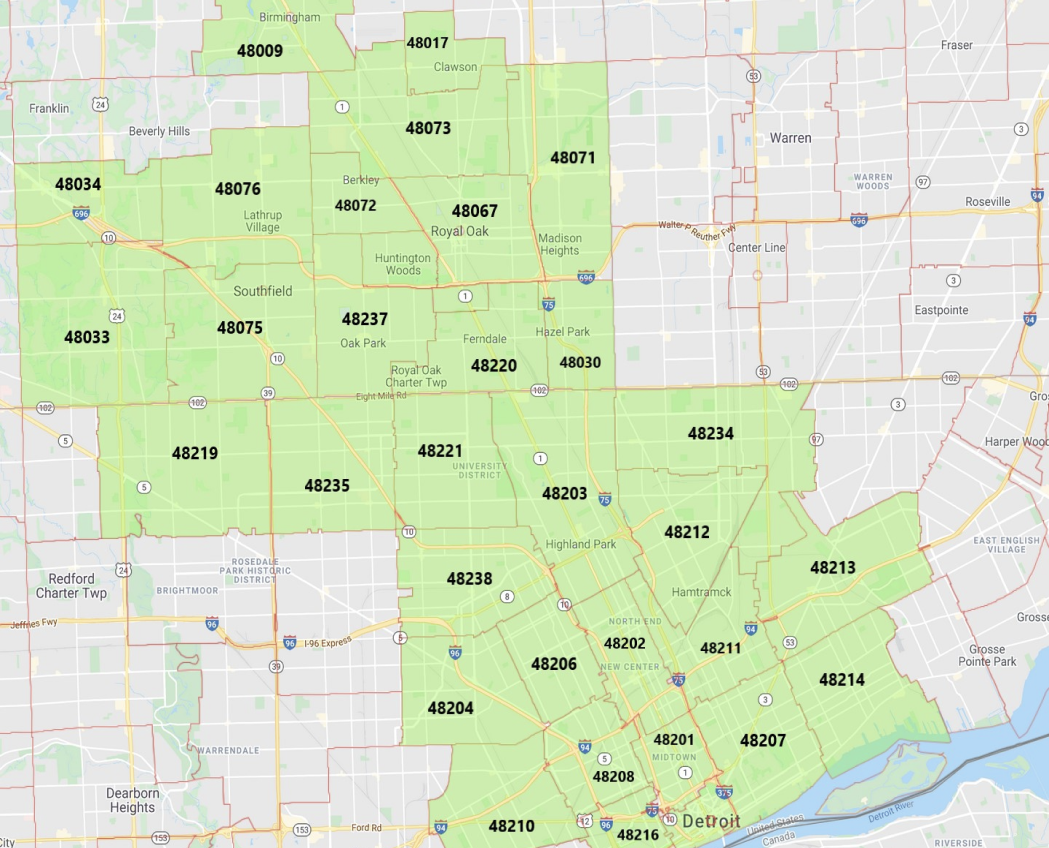 Birmingham
48009
48017
Clawson
Fraser
53
Franklin
24
1
Beverly Hills
48073
Warren
3
48034
48076
48071
Berkley
48072
WARREN
WOODS
97
94
Roseville
696
Lathrup
Village
48067
Royal Oak
696
10
Madison
Heights
Walter P Reuther Fwy
Center Line
Huntington
Woods
696
3
Southfield
1
75
Eastpointe
94
24
48033
48075
48237
Oak Park
Ferndale
Hazel Park
10
48220
48030
Royal Oak
Charter Twp
53
102
102
102
39
102
102
Eight Mile Rd
3
Gro
5
48219
48221
48234
97
Harper Wood
UNIVERSITY
DISTRICT
1
5
48235
48203
75
10
48212
Highland Park
EAST ENGLISH
VILLAGE
24
ROSEDALE
PARK HISTORIC
DISTRICT
48213
Redford
Charter Twp
BRIGHTMOOR
48238
8
10
Hamtramck
Jeffries Fwy
96
NORTH END
94
Grosse
96
I-96 Express
5
96
48202
48211
53
39
48206
NEW CENTER
Grosse
Pointe Park
75
48214
48204
3
WARRENDALE
94
48201
48207
5
MIDTOWN
1
48208
Dearborn
Heights
375
75
12
96
10
Detroit
94
48210
153
153
Ford Rd
48216
United States
Canada
Detroit River
City
RIVERSIDE